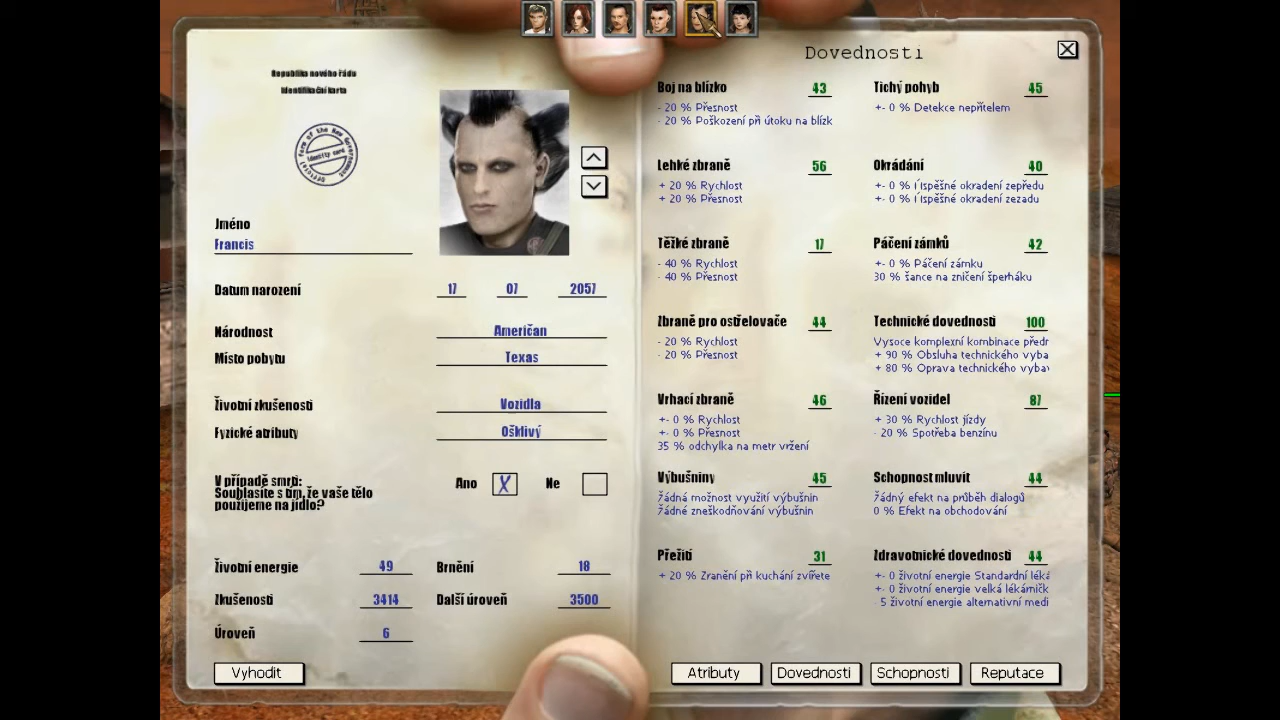 Republika nového řádu
Identifikační karta
Official form of the New Government
Identity card
Jméno
Francis
Datum narození 17 07 2057
Národnost Američan
Místo pobytu Texas
Životní zkušenosti Vozidla
Fyzické atributy Ošklivý
V případě smrti:
Souhlasíte s tím, že vaše tělo
použijeme na jídlo?
Ano X Ne
Životní energie 49 Brnění 18
Zkušenosti 3414 Další úroveň 3500
Úroveň 6
Vyhodit
Dovednosti
Boj na blízko 43
- 20 % Přesnost
- 20 % Poškození při útoku na blízk
Lehké zbraně 56
+ 20 % Rychlost
+ 20 % Přesnost
Těžké zbraně 17
- 40 % Rychlost
- 40 % Přesnost
Zbraně pro ostřelovače 44
- 20 % Rychlost
- 20 % Přesnost
Vrhací zbraně 46
+- 0 % Rychlost
+- 0 % Přesnost
35 % odchylka na metr vržení
Výbušniny 45
Žádná možnost využití výbušnin
Žádné zneškodňování výbušnin
Přežití 31
+ 20 % Zranění při kuchání zvířete
Tichý pohyb 45
+- 0 % Detekce nepřítelem
Okrádání 40
+- 0 % Úspěšné okradení zepředu
+- 0 % Úspěšné okradení zezadu
Páčení zámků 42
+- 0 % Páčení zámku
30 % šance na zničení šperháku
Technické dovednosti 100
Vysoce komplexní kombinace předm
+ 90 % Obsluha technického vyba
+ 80 % Oprava technického vybav
Řízení vozidel 87
+ 30 % Rychlost jízdy
- 20 % Spotřeba benzínu
Schopnost mluvit 44
Žádný efekt na průběh dialogů
0 % Efekt na obchodování
Zdravotnické dovednosti 44
+- 0 životní energie Standardní léká
+- 0 životní energie velká lékárničk
5 životní energie alternativní medi
Atributy Dovednosti Schopnosti Reputace